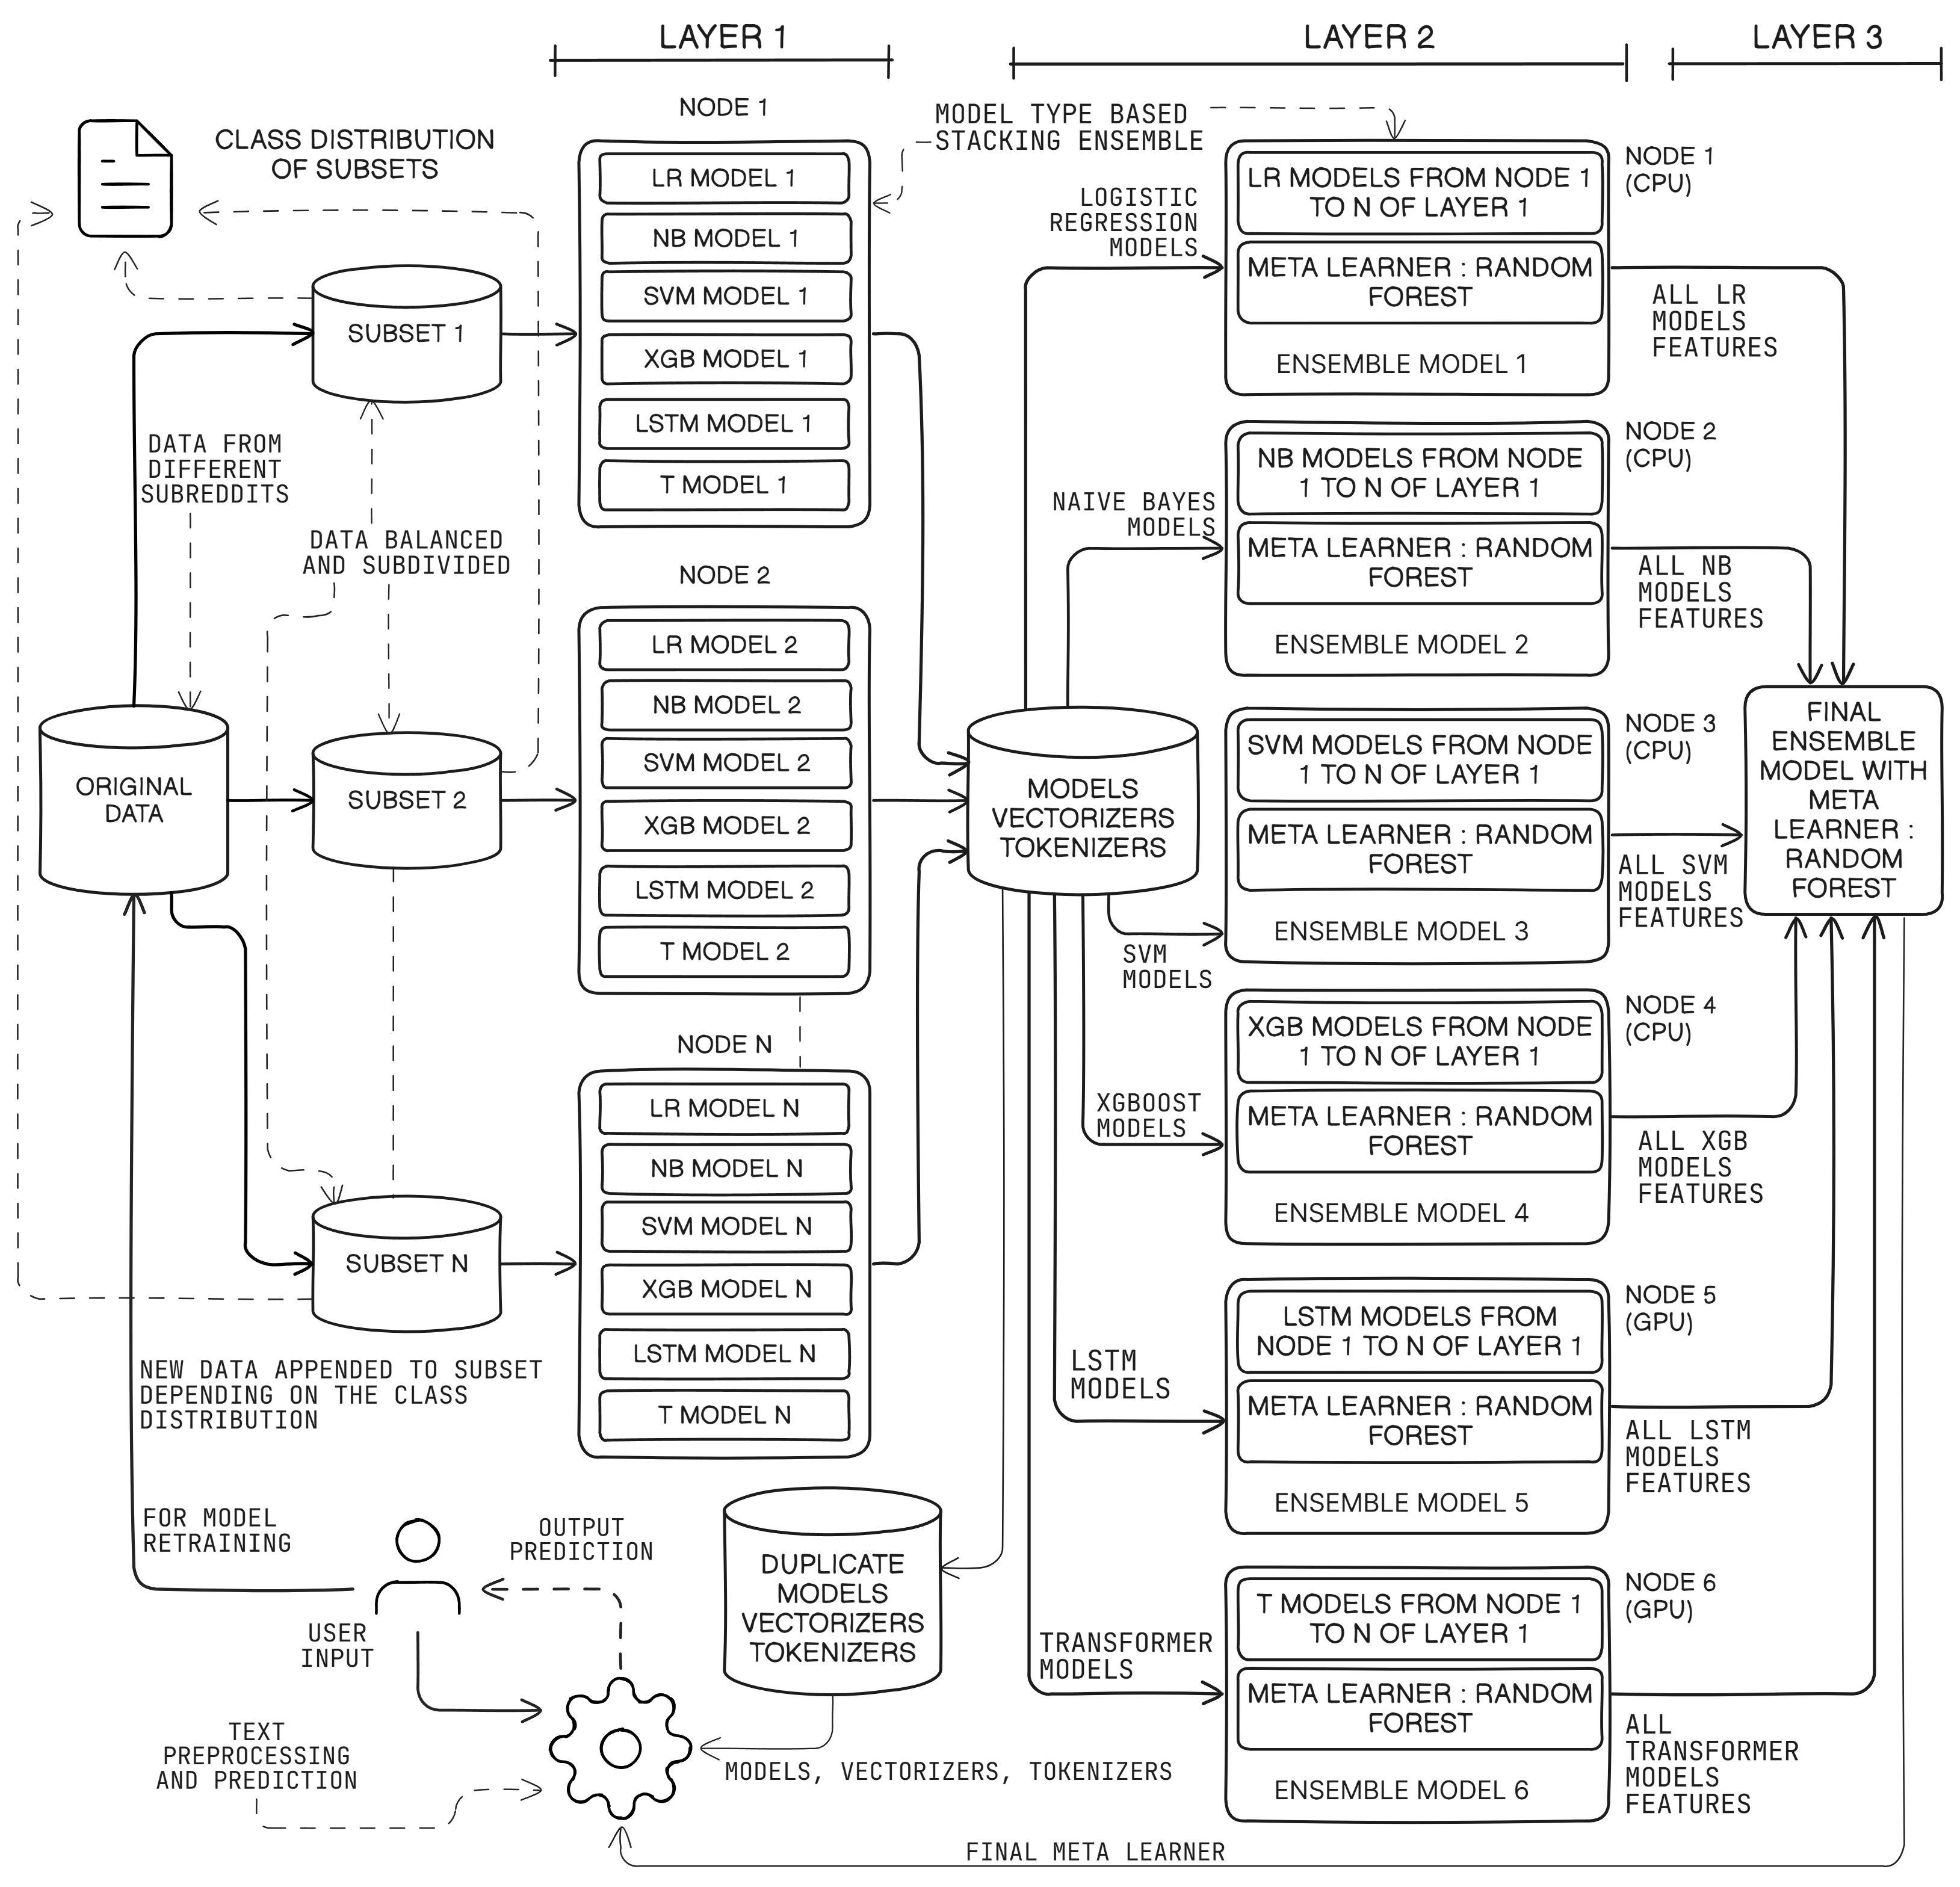 LAYER 1
LAYER 2
LAYER 3
CLASS DISTRIBUTION
OF SUBSETS
SUBSET 1
DATA FROM
DIFFERENT
SUBREDDITS
DATA BALANCED
AND SUBDIVIDED
ORIGINAL
DATA
SUBSET 2
SUBSET N
NEW DATA APPENDED TO SUBSET
DEPENDING ON THE CLASS
DISTRIBUTION
FOR MODEL
RETRAINING
USER
INPUT
OUTPUT
PREDICTION
TEXT
PREPROCESSING
AND PREDICTION
NODE 1
LR MODEL 1
NB MODEL 1
SVM MODEL 1
XGB MODEL 1
LSTM MODEL 1
T MODEL 1
NODE 2
LR MODEL 2
NB MODEL 2
SVM MODEL 2
XGB MODEL 2
LSTM MODEL 2
T MODEL 2
NODE N
LR MODEL N
NB MODEL N
SVM MODEL N
XGB MODEL N
LSTM MODEL N
T MODEL N
DUPLICATE
MODELS
VECTORIZERS
TOKENIZERS
MODELS, VECTORIZERS, TOKENIZERS
FINAL META LEARNER
MODEL TYPE BASED
STACKING ENSEMBLE
MODELS
VECTORIZERS
TOKENIZERS
LOGISTIC
REGRESSION
MODELS
NAIVE BAYES
MODELS
SVM
MODELS
XGBOOST
MODELS
LSTM
MODELS
TRANSFORMER
MODELS
LR MODELS FROM NODE 1
TO N OF LAYER 1
META LEARNER : RANDOM
FOREST
ENSEMBLE MODEL 1
NODE 1
(CPU)
ALL LR
MODELS
FEATURES
NB MODELS FROM NODE
1 TO N OF LAYER 1
META LEARNER : RANDOM
FOREST
ENSEMBLE MODEL 2
NODE 2
(CPU)
ALL NB
MODELS
FEATURES
SVM MODELS FROM NODE
1 TO N OF LAYER 1
META LEARNER : RANDOM
FOREST
ENSEMBLE MODEL 3
NODE 3
(CPU)
ALL SVM
MODELS
FEATURES
XGB MODELS FROM NODE
1 TO N OF LAYER 1
META LEARNER : RANDOM
FOREST
ENSEMBLE MODEL 4
NODE 4
(CPU)
ALL XGB
MODELS
FEATURES
LSTM MODELS FROM
NODE 1 TO N OF LAYER 1
META LEARNER : RANDOM
FOREST
ENSEMBLE MODEL 5
NODE 5
(GPU)
ALL LSTM
MODELS
FEATURES
T MODELS FROM NODE 1
TO N OF LAYER 1
META LEARNER : RANDOM
FOREST
ENSEMBLE MODEL 6
NODE 6
(GPU)
ALL
TRANSFORMER
MODELS
FEATURES
FINAL
ENSEMBLE
MODEL WITH
META
LEARNER :
RANDOM
FOREST